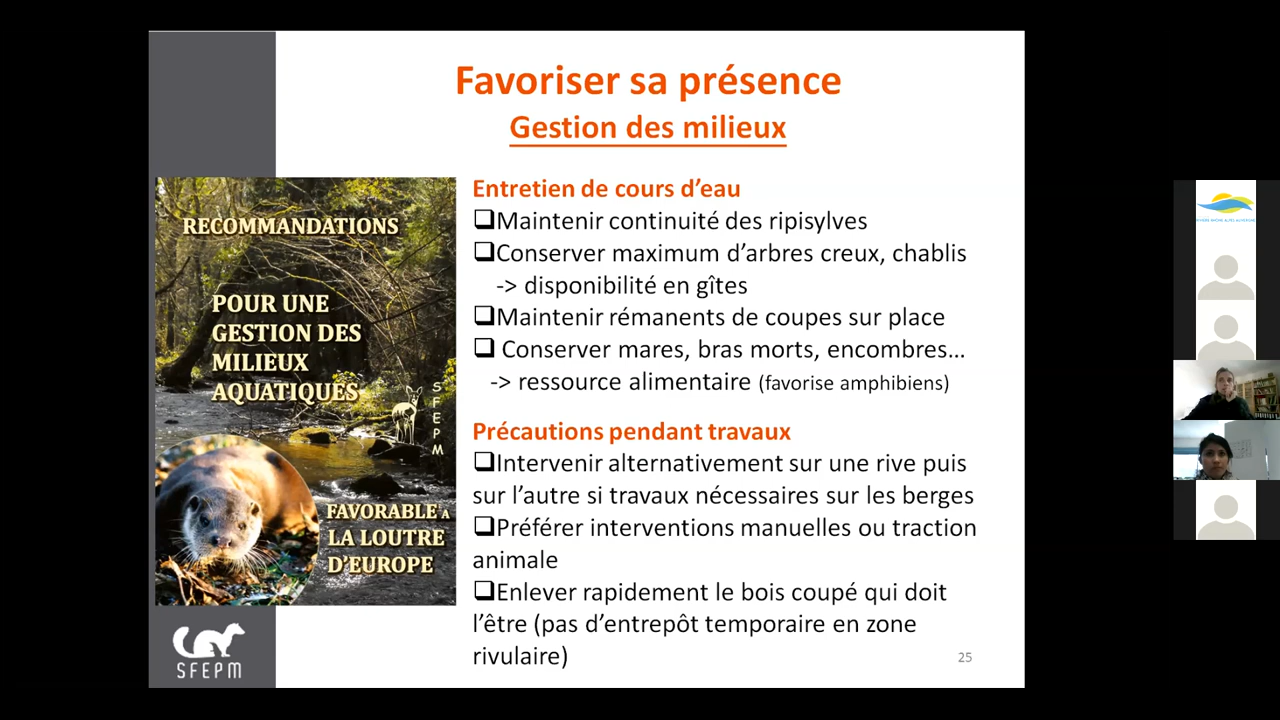 Favoriser sa présence
Gestion des milieux
RECOMMANDATIONS
POUR UNE
GESTION DES
MILIEUX
AQUATIQUES
SFEPM
FAVORABLE À
LA LOUTRE
D'EUROPE
SFEPM
Entretien de cours d'eau
❑Maintenir continuité des ripisylves
❑Conserver maximum d'arbres creux, chablis
-> disponibilité en gîtes
❑Maintenir rémanents de coupes sur place
❑ Conserver mares, bras morts, encombres…
-> ressource alimentaire (favorise amphibiens)
Précautions pendant travaux
❑Intervenir alternativement sur une rive puis
sur l'autre si travaux nécessaires sur les berges
❑Préférer interventions manuelles ou traction
animale
❑Enlever rapidement le bois coupé qui doit
l'être (pas d'entrepôt temporaire en zone
rivulaire)
25